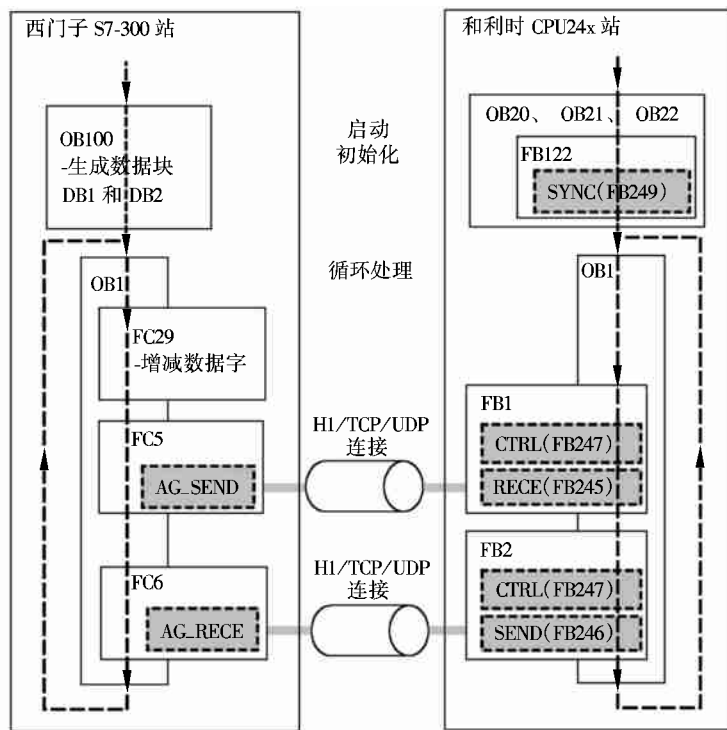 西门子 S7-300 站
OB100
-生成数据块
DB1 和 DB2
OB1
FC29
-增减数据字
FC5
AG_SEND
FC6
AG_RECE
启动
初始化
循环处理
H1/TCP/UDP
连接
H1/TCP/UDP
连接
和利时 CPU24x 站
OB20、 OB21、 OB22
FB122
SYNC(FB249)
OB1
FB1
CTRL(FB247)
RECE(FB245)
FB2
CTRL(FB247)
SEND(FB246)